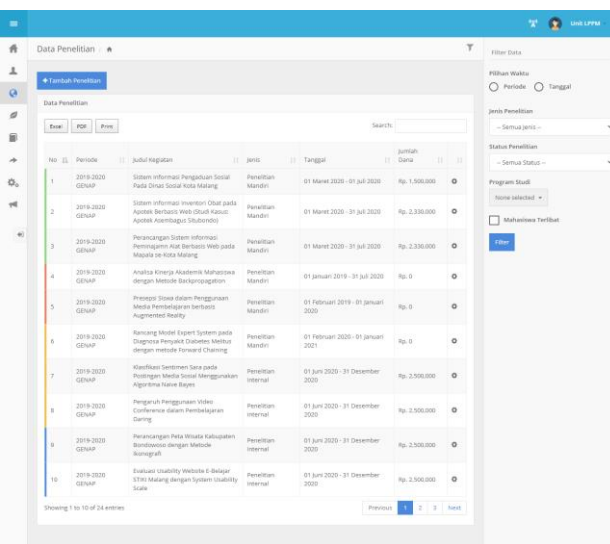 Unit LPPM
Data Penelitian
+ Tambah Penelitian
Data Penelitian
Excel PDF Print
Search:
No Periode Judul Kegiatan Jenis Tanggal Jumlah Dana
1 2019-2020 GENAP Sistem Informasi Pengaduan Sosial Pada Dinas Sosial Kota Malang Penelitian Mandiri 01 Maret 2020 - 01 Juli 2020 Rp. 1,500,000
2 2019-2020 GENAP Sistem Informasi Inventori Obat pada Apotek Berbasis Web (Studi Kasus: Apotek Asembagus Situbondo) Penelitian Mandiri 01 Maret 2020 - 31 Juli 2020 Rp. 2,330,000
3 2019-2020 GENAP Perancangan Sistem Informasi Peminjaman Alat Berbasis Web pada Mapala se-Kota Malang Penelitian Mandiri 01 Maret 2020 - 31 Juli 2020 Rp. 2,330,000
4 2019-2020 GENAP Analisa Kinerja Akademik Mahasiswa dengan Metode Backpropagation Penelitian Mandiri 01 Januari 2019 - 31 Juli 2020 Rp. 0
5 2019-2020 GENAP Presepsi Siswa dalam Penggunaan Media Pembelajaran berbasis Augmented Reality Penelitian Mandiri 01 Februari 2019 - 01 Januari 2020 Rp. 0
6 2019-2020 GENAP Rancang Model Expert System pada Diagnosa Penyakit Diabetes Melitus dengan metode Forward Chaining Penelitian Mandiri 01 Februari 2020 - 01 Januari 2021 Rp. 0
7 2019-2020 GENAP Klasifikasi Sentimen Sara pada Postingan Media Sosial Menggunakan Algoritma Naive Bayes Penelitian Internal 01 Juni 2020 - 31 Desember 2020 Rp. 2,500,000
8 2019-2020 GENAP Pengaruh Penggunaan Video Conference dalam Pembelajaran Daring Penelitian Internal 01 Juni 2020 - 31 Desember 2020 Rp. 2,500,000
9 2019-2020 GENAP Perancangan Peta Wisata Kabupaten Bondowoso dengan Metode Ikonografi Penelitian Internal 01 Juni 2020 - 31 Desember 2020 Rp. 2,500,000
10 2019-2020 GENAP Evaluasi Usability Website E-Belajar STIKI Malang dengan System Usability Scale Penelitian Internal 01 Juni 2020 - 31 Desember 2020 Rp. 2,500,000
Showing 1 to 10 of 24 entries
Previous 1 2 3 Next
Filter Data
Pilihan Waktu
Periode Tanggal
Jenis Penelitian
-- Semua Jenis --
Status Penelitian
-- Semua Status --
Program Studi
None selected
Mahasiswa Terlibat
Filter